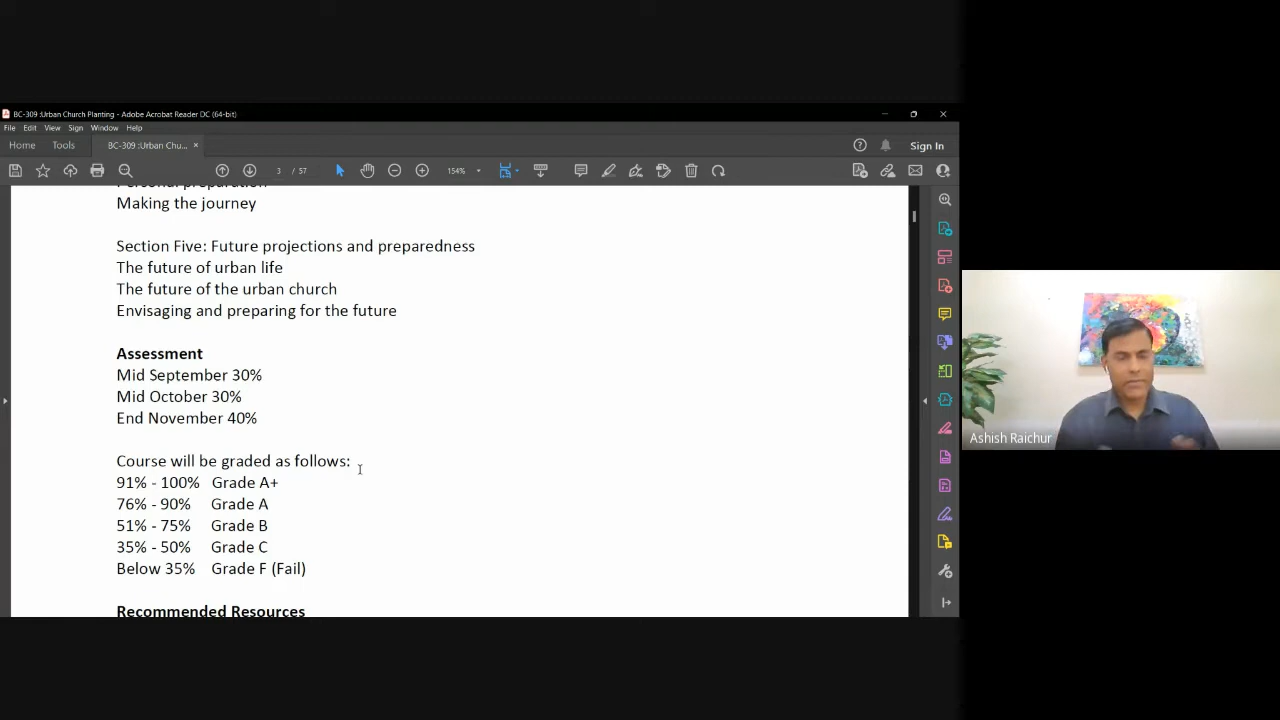 BC-309 :Urban Church Planting - Adobe Acrobat Reader DC (64-bit)
File Edit View Sign Window Help
Home Tools BC-309 :Urban Chu... × Sign In
3 / 57 154%
Personal preparation
Making the journey
Section Five: Future projections and preparedness
The future of urban life
The future of the urban church
Envisaging and preparing for the future
Assessment
Mid September 30%
Mid October 30%
End November 40%
Course will be graded as follows:
91% - 100% Grade A+
76% - 90% Grade A
51% - 75% Grade B
35% - 50% Grade C
Below 35% Grade F (Fail)
Recommended Resources
Ashish Raichur